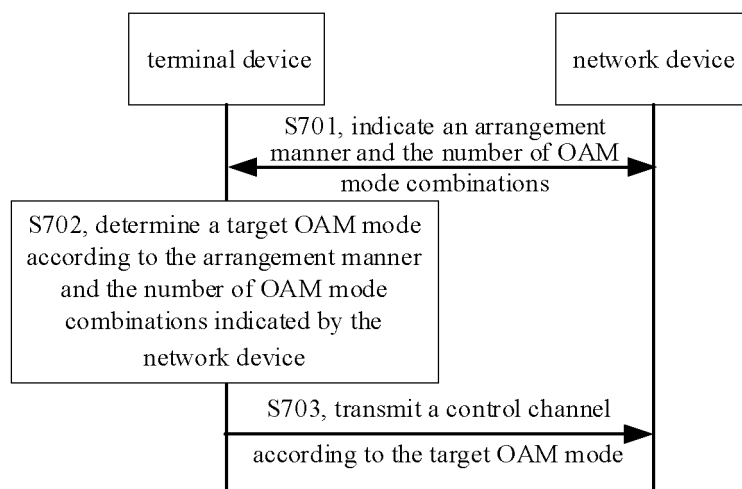 terminal device
network device
S701, indicate an arrangement
manner and the number of OAM
mode combinations
S702, determine a target OAM mode
according to the arrangement manner
and the number of OAM mode
combinations indicated by the
network device
S703, transmit a control channel
according to the target OAM mode